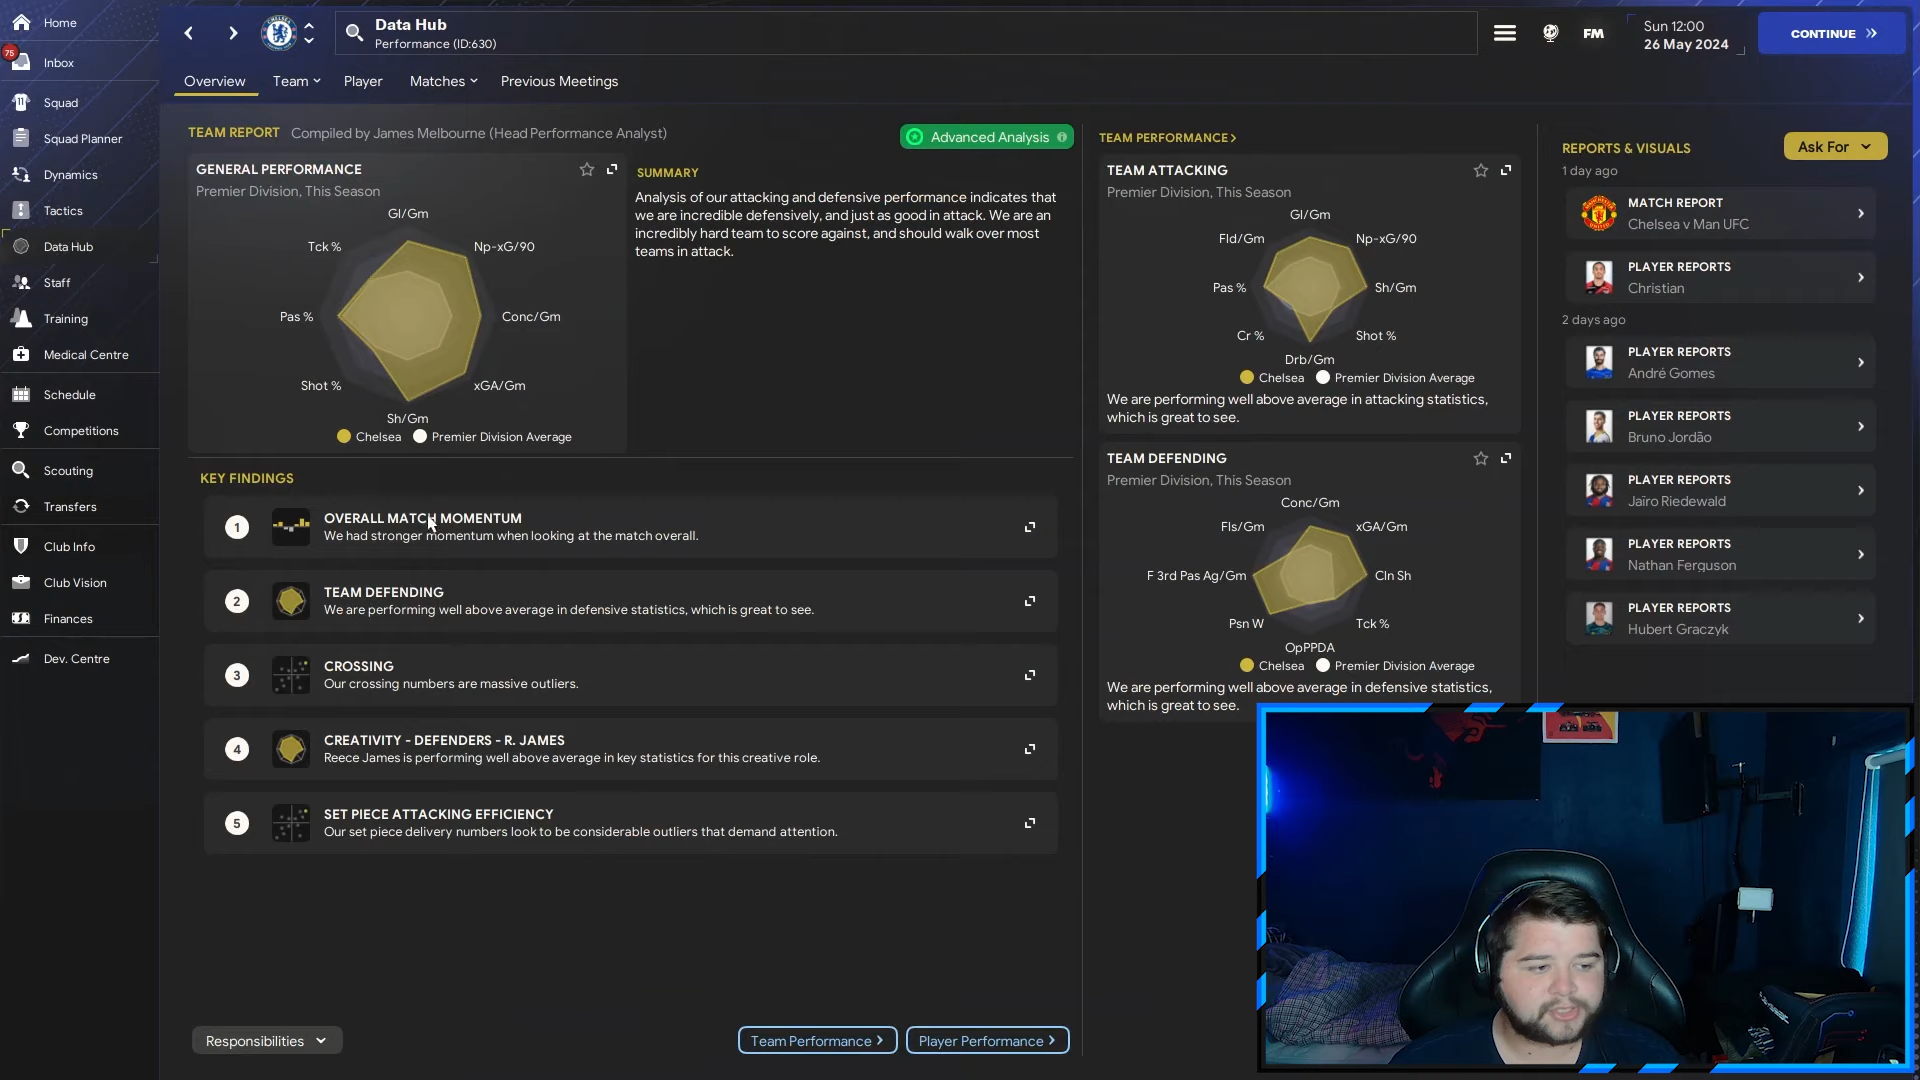 Home
75
Inbox
Squad
Squad Planner
Dynamics
Tactics
Data Hub
Staff
Training
Medical Centre
Schedule
Competitions
Scouting
Transfers
Club Info
Club Vision
Finances
Dev. Centre
Data Hub
Performance (ID:630)
FM
Sun 12:00
26 May 2024
CONTINUE
Overview
Team
Player
Matches
Previous Meetings
TEAM REPORT Compiled by James Melbourne (Head Performance Analyst)
Advanced Analysis
GENERAL PERFORMANCE
Premier Division, This Season
Gl/Gm
Tck %
Np-xG/90
Pas %
Conc/Gm
Shot %
xGA/Gm
Sh/Gm
Chelsea Premier Division Average
SUMMARY
Analysis of our attacking and defensive performance indicates that
we are incredible defensively, and just as good in attack. We are an
incredibly hard team to score against, and should walk over most
teams in attack.
KEY FINDINGS
1
OVERALL MATCH MOMENTUM
We had stronger momentum when looking at the match overall.
2
TEAM DEFENDING
We are performing well above average in defensive statistics, which is great to see.
3
CROSSING
Our crossing numbers are massive outliers.
4
CREATIVITY - DEFENDERS - R. JAMES
Reece James is performing well above average in key statistics for this creative role.
5
SET PIECE ATTACKING EFFICIENCY
Our set piece delivery numbers look to be considerable outliers that demand attention.
Responsibilities
Team Performance
Player Performance
TEAM PERFORMANCE
TEAM ATTACKING
Premier Division, This Season
Gl/Gm
Fld/Gm
Np-xG/90
Pas %
Sh/Gm
Cr %
Shot %
Drb/Gm
Chelsea Premier Division Average
We are performing well above average in attacking statistics,
which is great to see.
TEAM DEFENDING
Premier Division, This Season
Conc/Gm
Fls/Gm
xGA/Gm
F 3rd Pas Ag/Gm
Cln Sh
Psn W
Tck %
OpPPDA
Chelsea Premier Division Average
We are performing well above average in defensive statistics,
which is great to see.
REPORTS & VISUALS
Ask For
1 day ago
MATCH REPORT
Chelsea v Man UFC
PLAYER REPORTS
Christian
2 days ago
PLAYER REPORTS
André Gomes
PLAYER REPORTS
Bruno Jordão
PLAYER REPORTS
Jaïro Riedewald
PLAYER REPORTS
Nathan Ferguson
PLAYER REPORTS
Hubert Graczyk